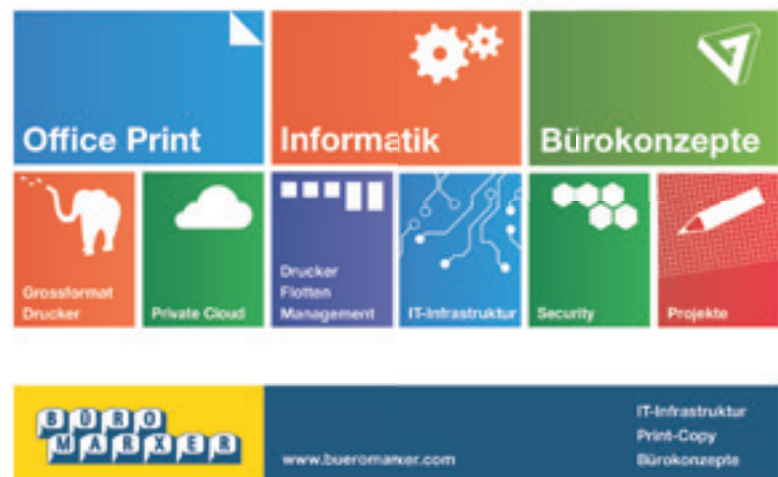 Office Print
Informatik
Bürokonzepte
Grossformat
Drucker
Private Cloud
Drucker
Flotten
Management
IT-Infrastruktur
Security
Projekte
BÜRO
MARXER
www.bueromarxer.com
IT-Infrastruktur
Print-Copy
Bürokonzepte